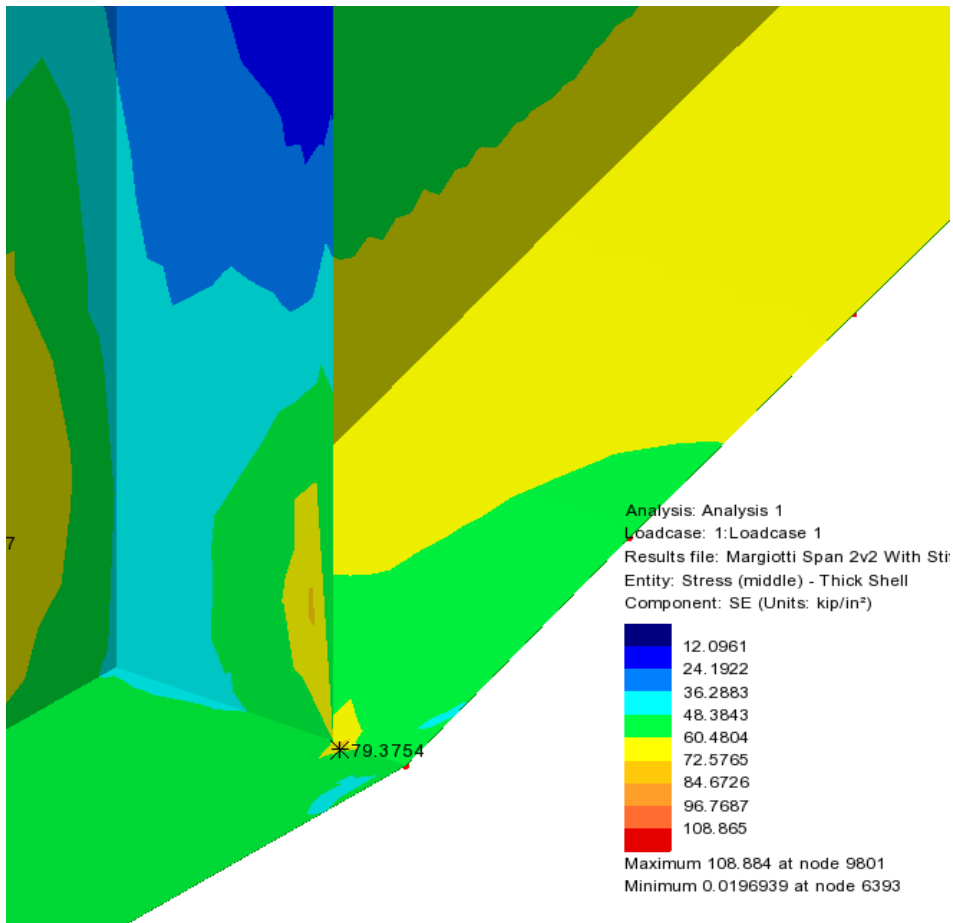 7
79.3754
Analysis: Analysis 1
Loadcase: 1:Loadcase 1
Results file: Margiotti Span 2v2 With Sti
Entity: Stress (middle) - Thick Shell
Component: SE (Units: kip/in²)
12.0961
24.1922
36.2883
48.3843
60.4804
72.5765
84.6726
96.7687
108.865
Maximum 108.884 at node 9801
Minimum 0.0196939 at node 6393